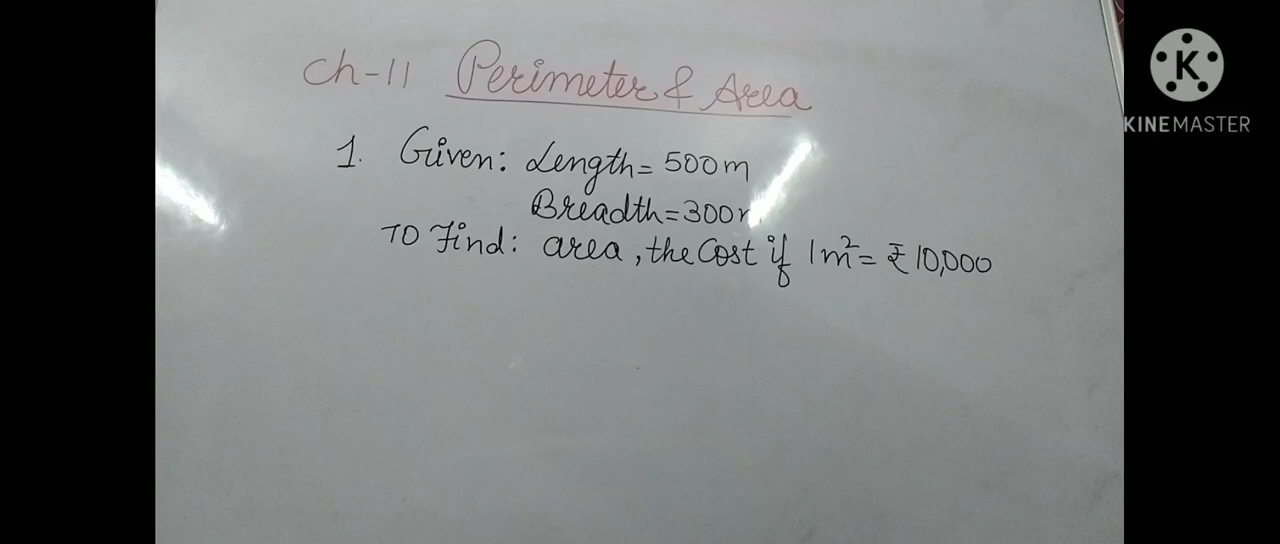 Ch-11 Perimeter & Area
1. Given: Length = 500m
Breadth = 300
To Find: area, the cost if 1m² = ₹ 10,000
K
KINEMASTER